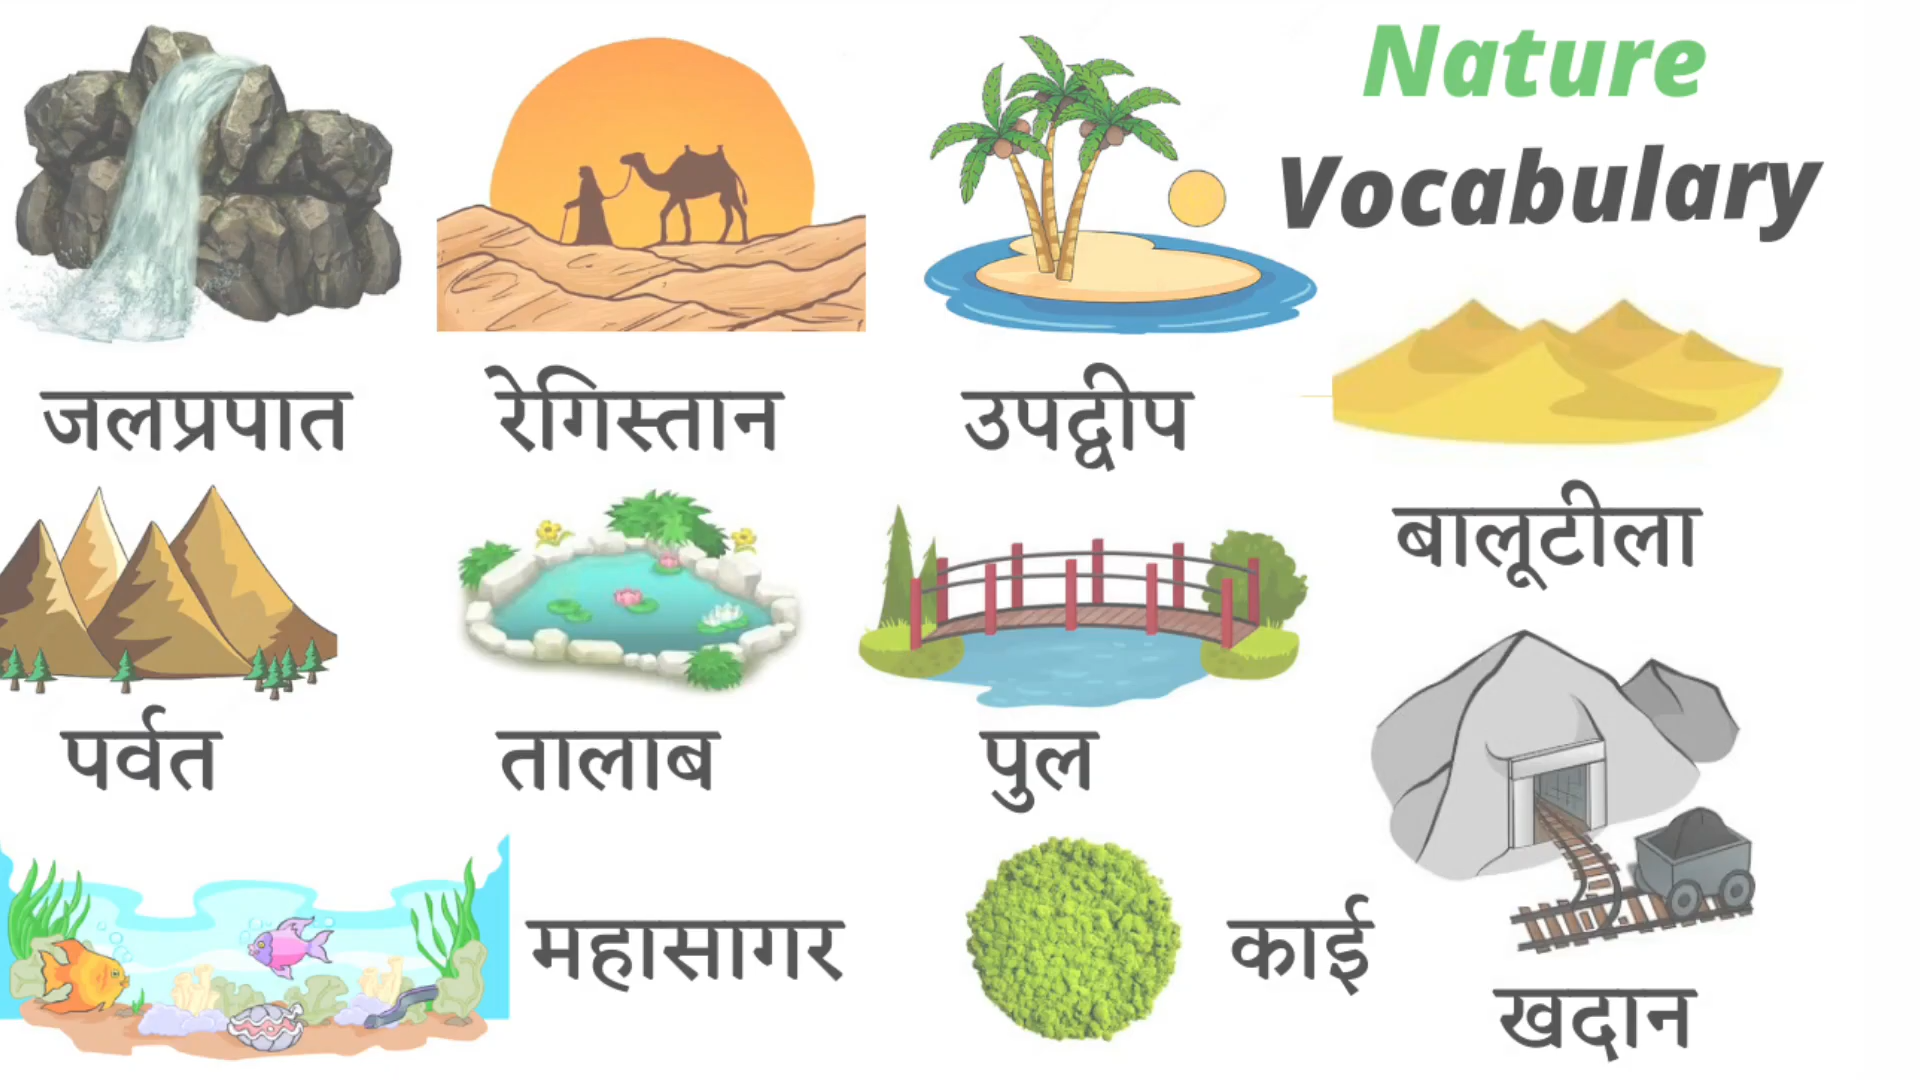 Nature
Vocabulary
जलप्रपात
रेगिस्तान
उपद्वीप
बालूटीला
पर्वत
तालाब
पुल
महासागर
काई
खदान